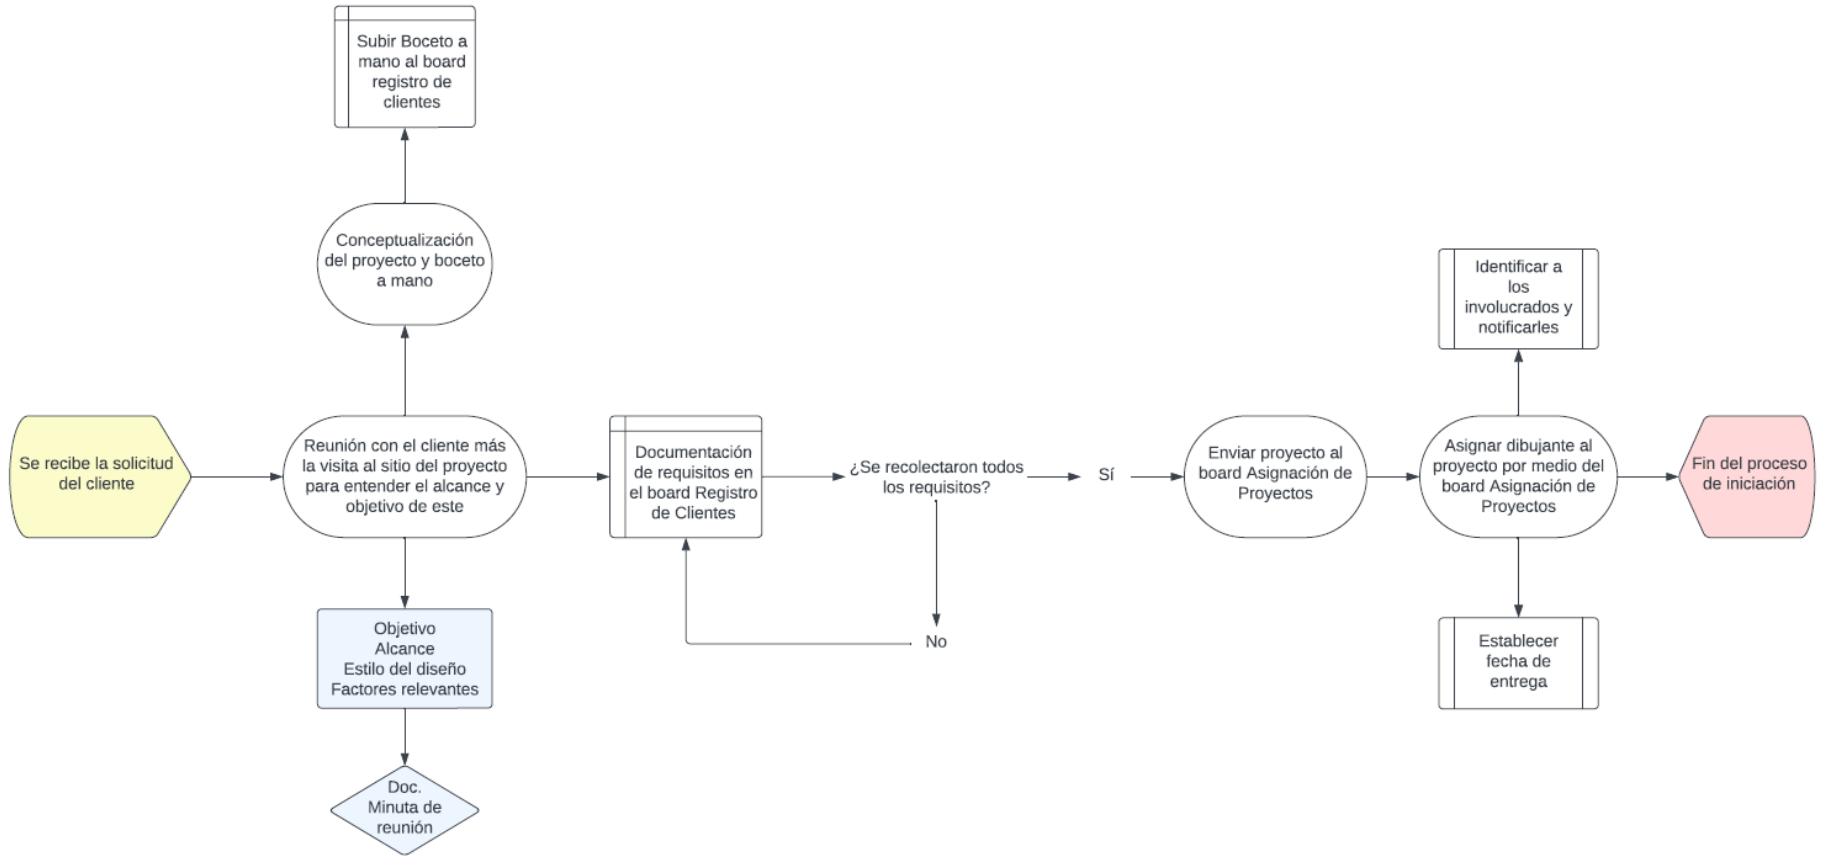 Subir Boceto a
mano al board
registro de
clientes
Conceptualización
del proyecto y boceto
a mano
Se recibe la solicitud
del cliente
Reunión con el cliente más
la visita al sitio del proyecto
para entender el alcance y
objetivo de este
Objetivo
Alcance
Estilo del diseño
Factores relevantes
Doc.
Minuta de
reunión
Documentación
de requisitos en
el board Registro
de Clientes
¿Se recolectaron todos
los requisitos?
No
Sí
Enviar proyecto al
board Asignación de
Proyectos
Asignar dibujante al
proyecto por medio del
board Asignación de
Proyectos
Identificar a
los
involucrados y
notificarles
Establecer
fecha de
entrega
Fin del proceso
de iniciación